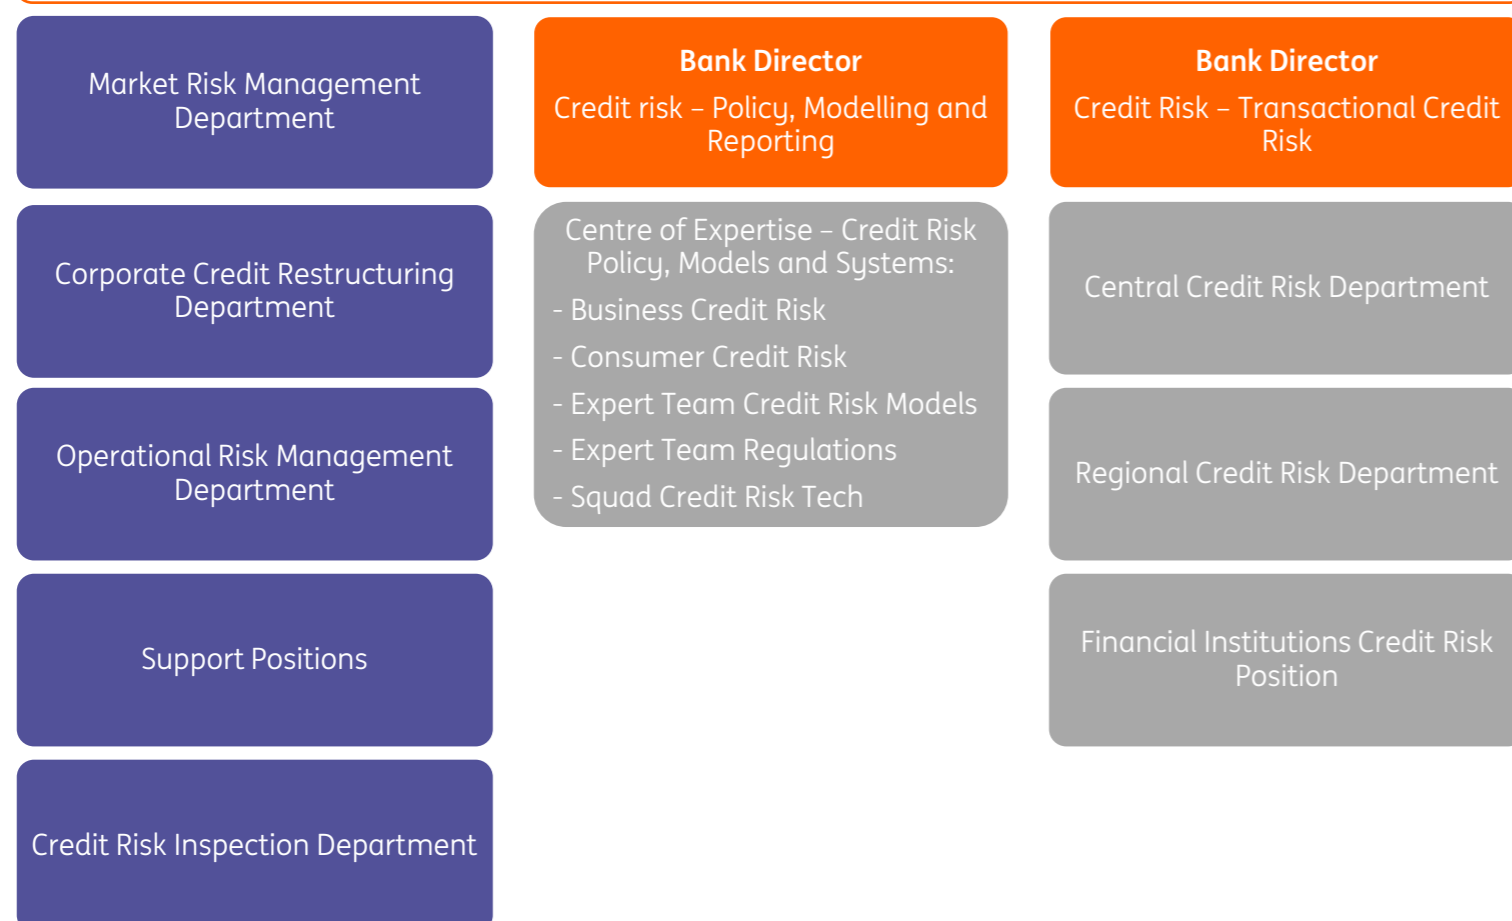 Market Risk Management
Department
Corporate Credit Restructuring
Department
Operational Risk Management
Department
Support Positions
Credit Risk Inspection Department
Bank Director
Credit risk – Policy, Modelling and
Reporting
Centre of Expertise – Credit Risk
Policy, Models and Systems:
- Business Credit Risk
- Consumer Credit Risk
- Expert Team Credit Risk Models
- Expert Team Regulations
- Squad Credit Risk Tech
Bank Director
Credit Risk – Transactional Credit
Risk
Central Credit Risk Department
Regional Credit Risk Department
Financial Institutions Credit Risk
Position